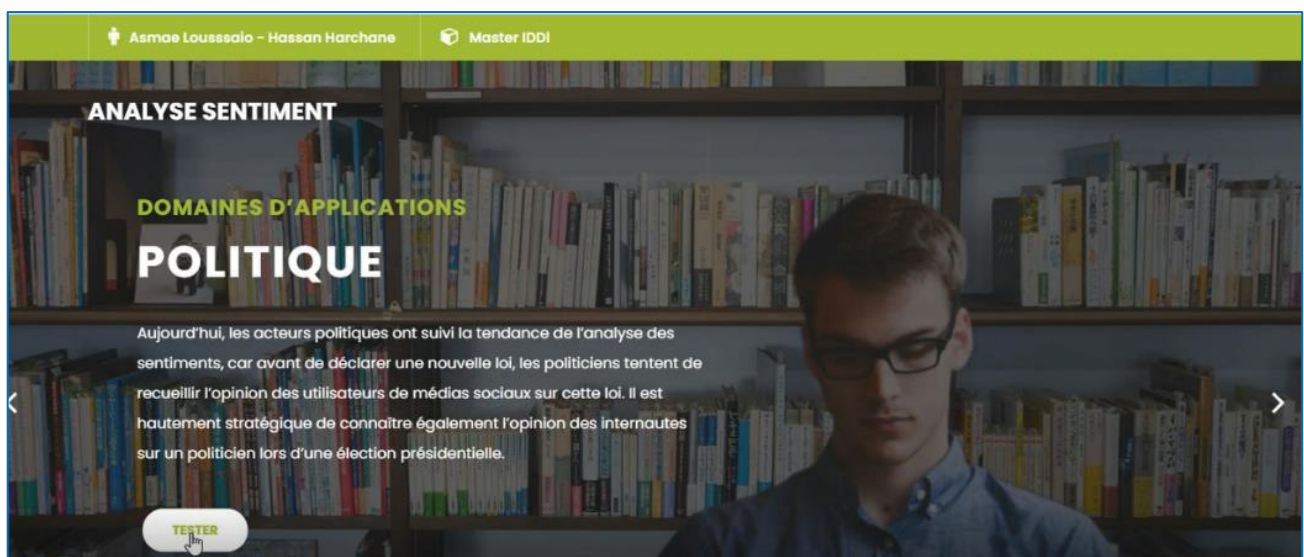 Asmae Lousssaio - Hassan Harchane
Master IDDI
ANALYSE SENTIMENT
DOMAINES D'APPLICATIONS
POLITIQUE
Aujourd'hui, les acteurs politiques ont suivi la tendance de l'analyse des
sentiments, car avant de déclarer une nouvelle loi, les politiciens tentent de
recueillir l'opinion des utilisateurs de médias sociaux sur cette loi. Il est
hautement stratégique de connaître également l'opinion des internautes
sur un politicien lors d'une élection présidentielle.
TESTER